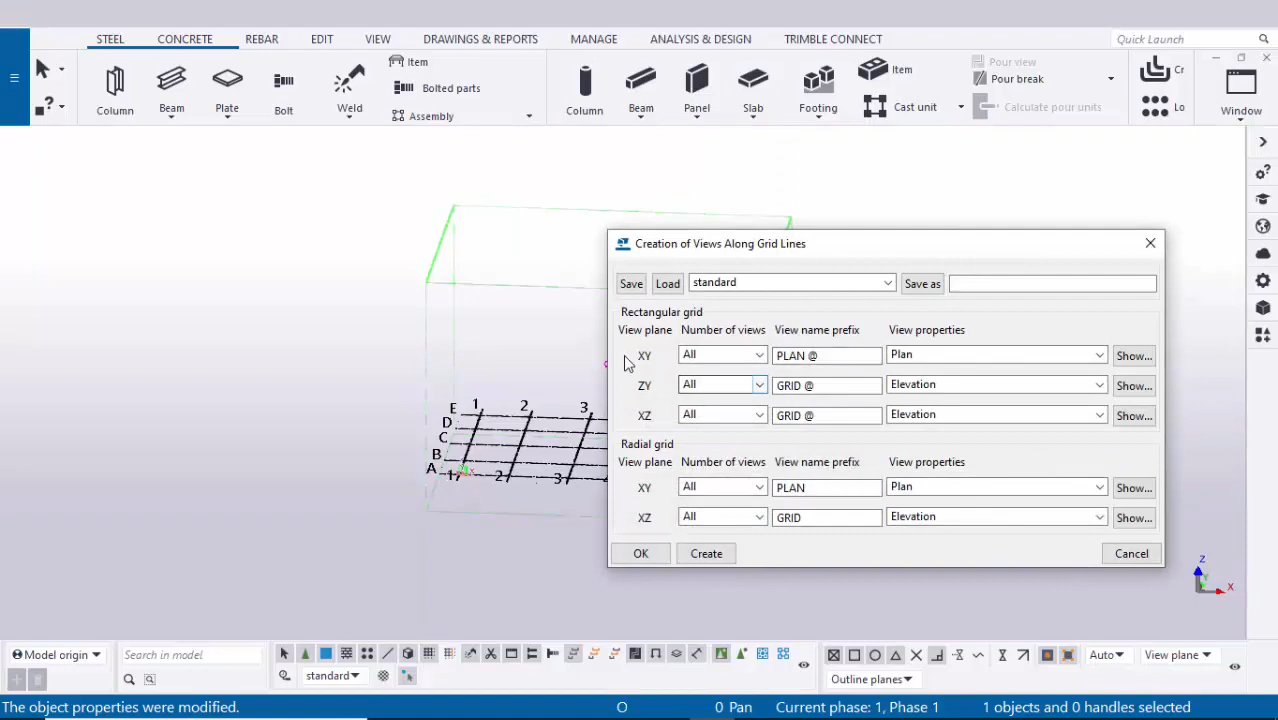 STEEL CONCRETE REBAR EDIT VIEW DRAWINGS & REPORTS MANAGE ANALYSIS & DESIGN TRIMBLE CONNECT Quick Launch
Item Item Pour view Cr
Bolted parts Pour break
Column Beam Plate Bolt Weld Assembly Column Beam Panel Slab Footing Cast unit Calculate pour units Lo Window
Creation of Views Along Grid Lines
Save Load standard Save as
Rectangular grid
View plane Number of views View name prefix View properties
XY All PLAN @ Plan Show...
ZY All GRID @ Elevation Show...
XZ All GRID @ Elevation Show...
Radial grid
View plane Number of views View name prefix View properties
XY All PLAN Plan Show...
XZ All GRID Elevation Show...
OK Create Cancel
E 1 2 3
D
C
B
A 1 2 3
Z
Y
X
Model origin Search in model Auto View plane
standard Outline planes
The object properties were modified. O 0 Pan Current phase: 1, Phase 1 1 objects and 0 handles selected